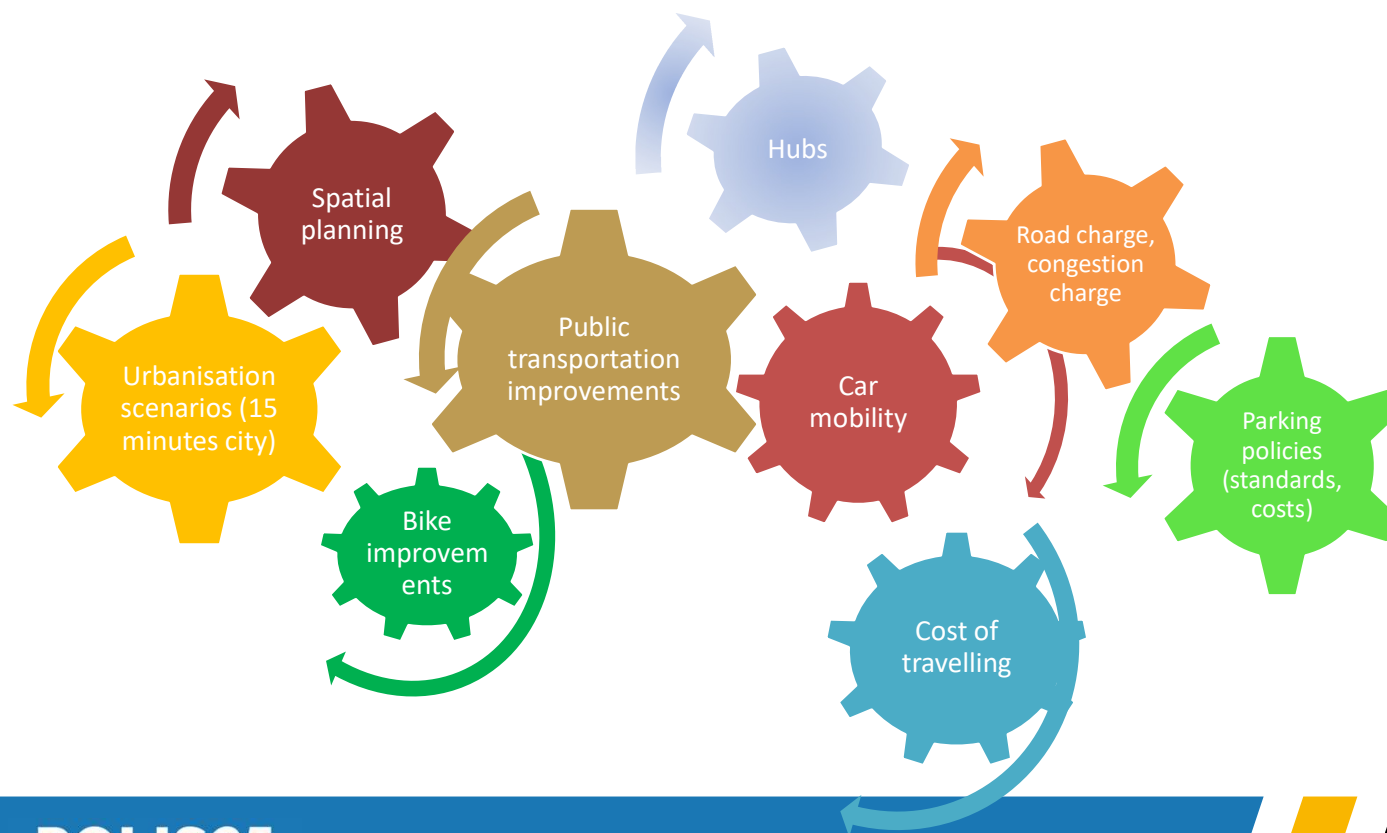 Hubs
Spatial
planning
Road charge,
congestion
charge
Public
transportation
improvements
Urbanisation
scenarios (15
minutes city)
Car
mobility
Parking
policies
(standards,
costs)
Bike
improvem
ents
Cost of
travelling